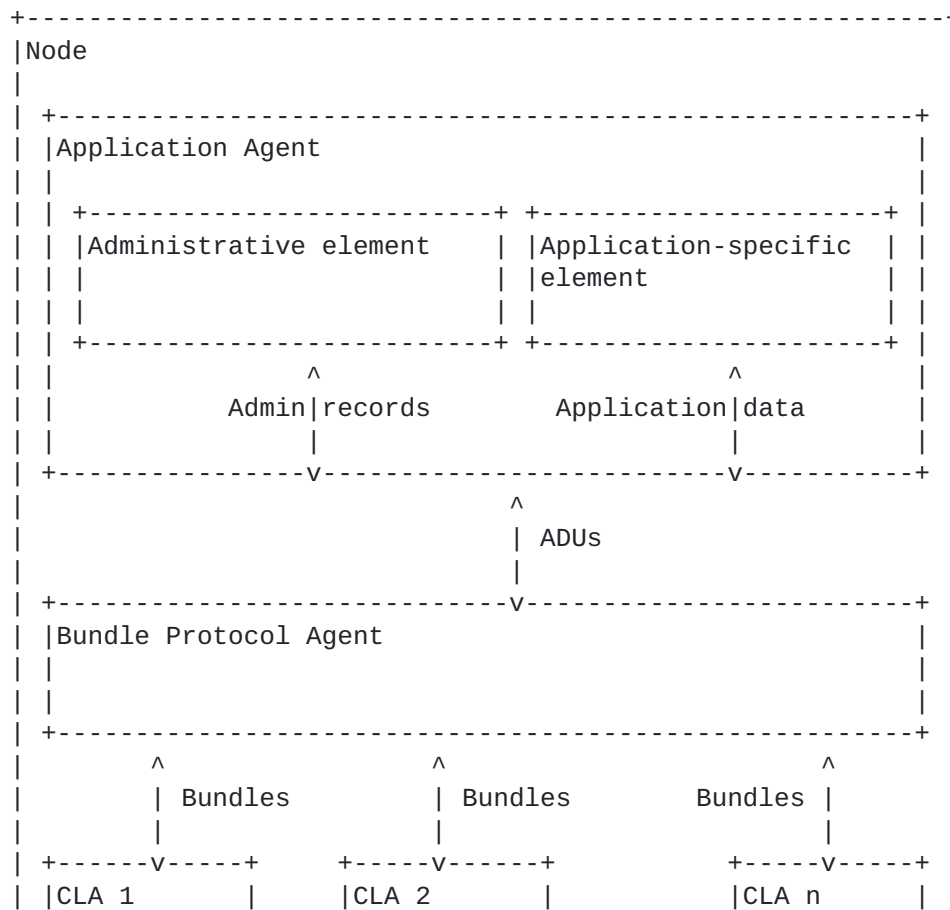 Node
Application Agent
Administrative element Application-specific
element
Admin records Application data
ADUs
Bundle Protocol Agent
Bundles Bundles Bundles
CLA 1 CLA 2 CLA n